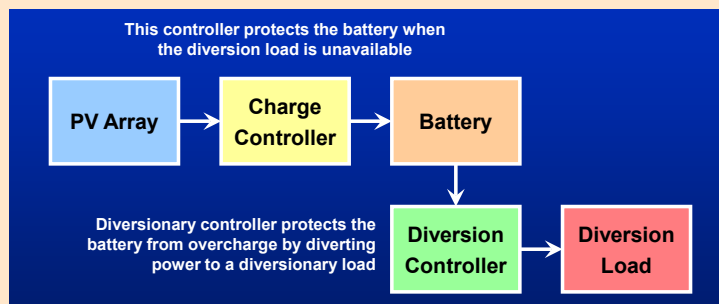 This controller protects the battery when
the diversion load is unavailable
PV Array
Charge
Controller
Battery
Diversionary controller protects the
battery from overcharge by diverting
power to a diversionary load
Diversion
Controller
Diversion
Load